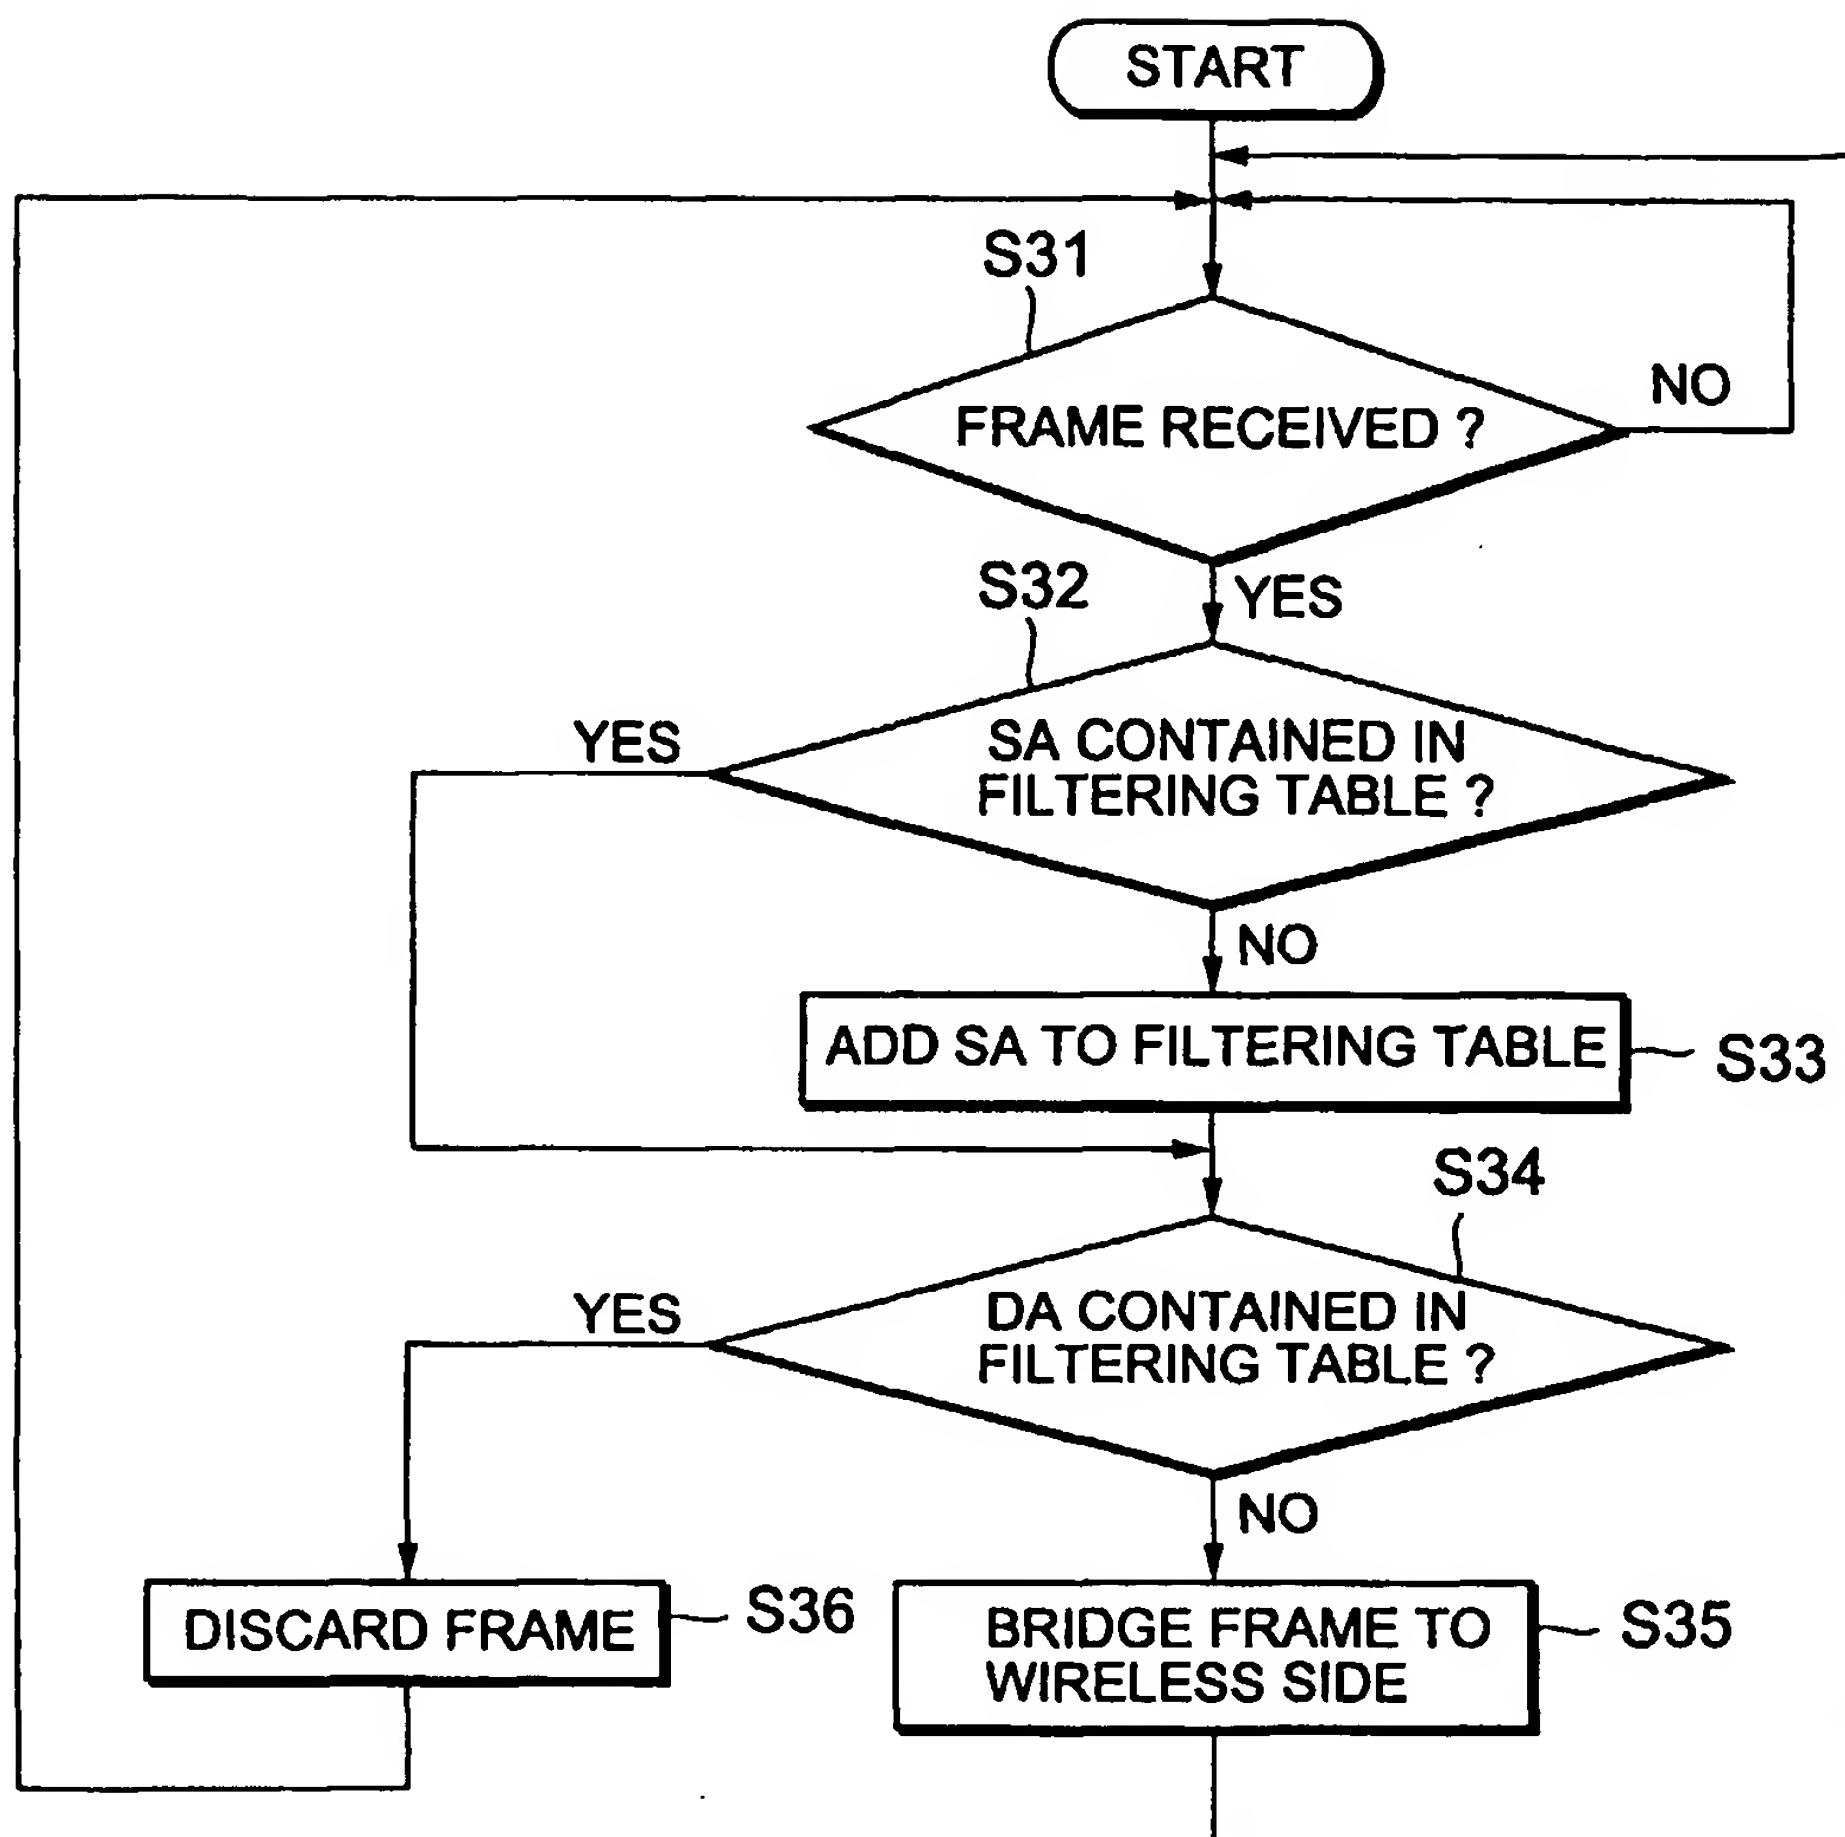 START
S31
FRAME RECEIVED ?
NO
S32
YES
YES
SA CONTAINED IN
FILTERING TABLE ?
NO
ADD SA TO FILTERING TABLE
S33
S34
YES
DA CONTAINED IN
FILTERING TABLE ?
NO
DISCARD FRAME
S36
BRIDGE FRAME TO
WIRELESS SIDE
S35